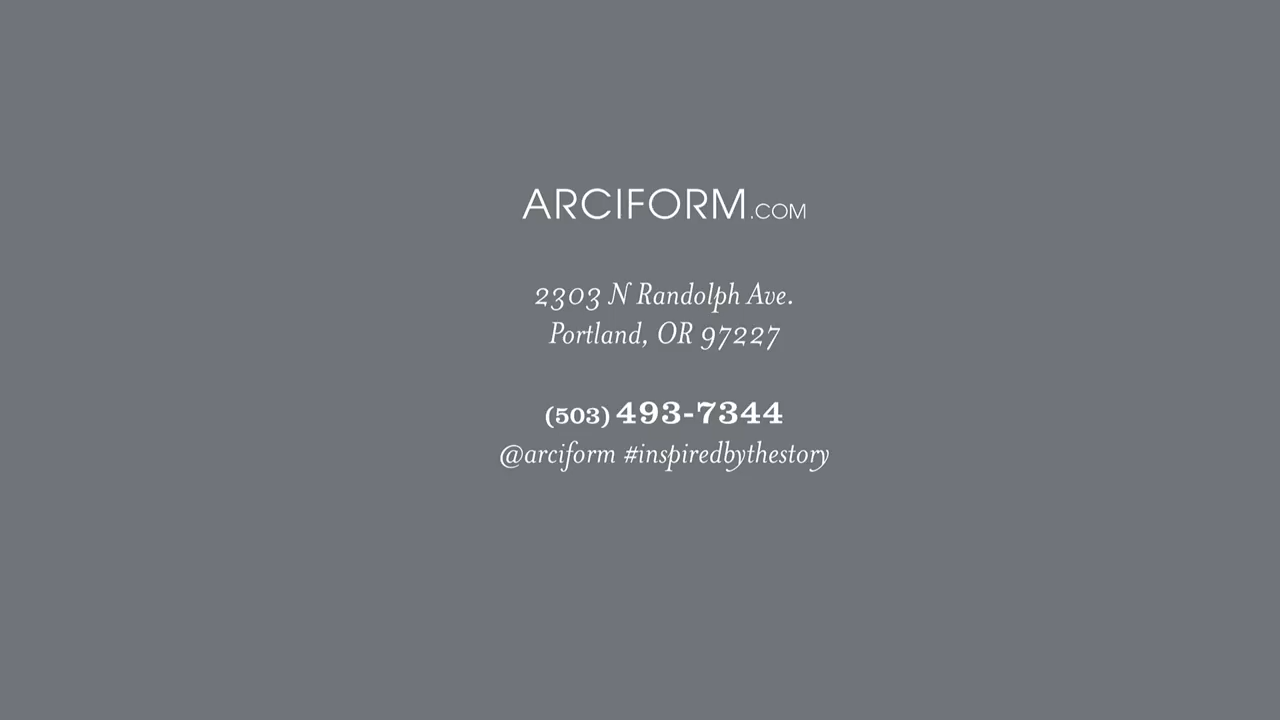 ARCIFORM.COM
2303 N Randolph Ave.
Portland, OR 97227
(503) 493-7344
@arciform #inspiredbythestory